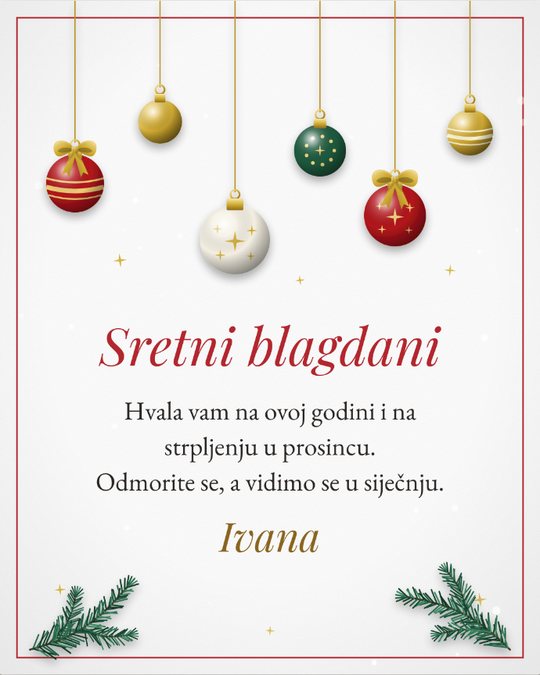 Sretni blagdani
Hvala vam na ovoj godini i na
strpljenju u prosincu.
Odmorite se, a vidimo se u siječnju.
Ivana